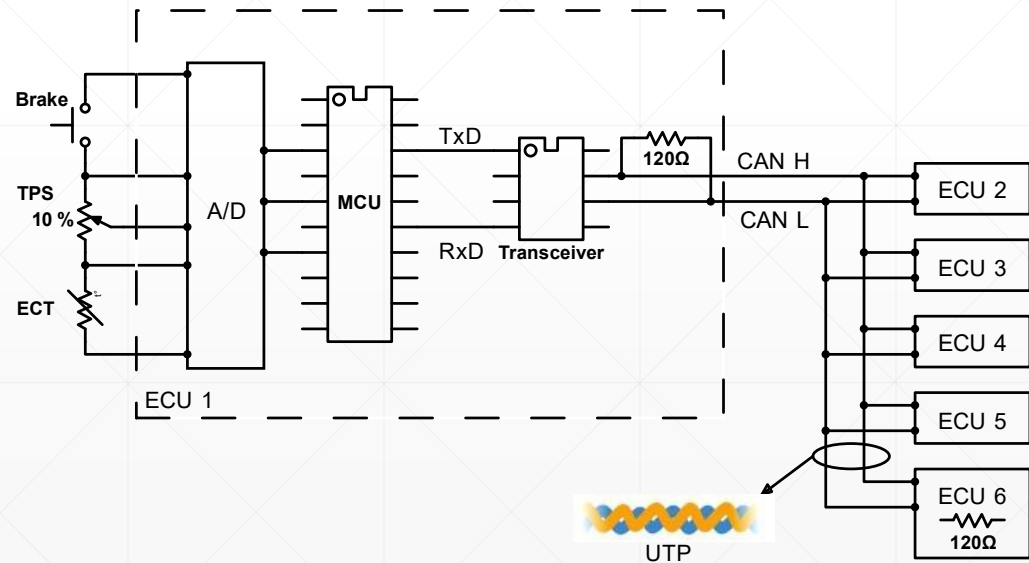 Brake
TPS
10 %
ECT
A/D
MCU
TxD
RxD
Transceiver
120Ω
CAN H
CAN L
ECU 1
ECU 2
ECU 3
ECU 4
ECU 5
ECU 6
120Ω
UTP